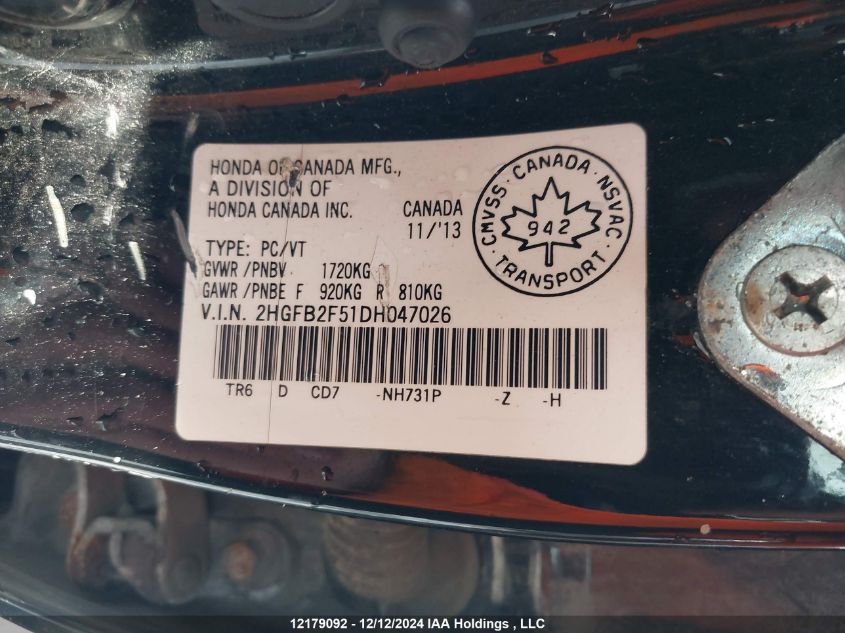 HONDA OF CANADA MFG.,
A DIVISION OF
HONDA CANADA INC.
CANADA
11/'13
CMVSS · CANADA · NSVAC · TRANSPORT ·
942
TYPE: PC/VT
GVWR /PNBV 1720KG
GAWR /PNBE F 920KG R 810KG
V.I.N. 2HGFB2F51DH047026
TR6 D CD7 -NH731P -Z -H
12179092 - 12/12/2024 IAA Holdings , LLC